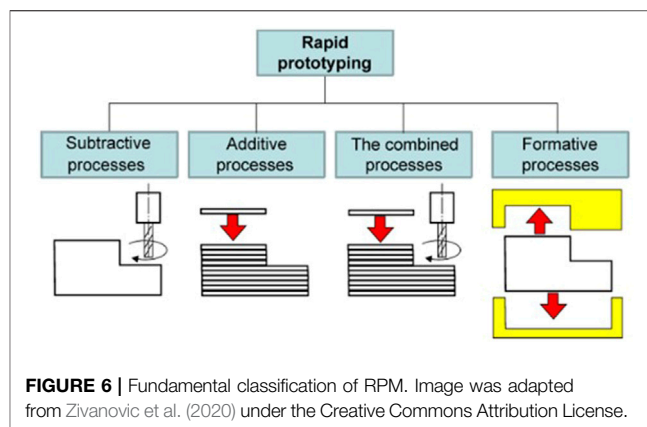 Rapid
prototyping
Subtractive processes
Additive processes
The combined processes
Formative processes
FIGURE 6 | Fundamental classification of RPM. Image was adapted
from Zivanovic et al. (2020) under the Creative Commons Attribution License.